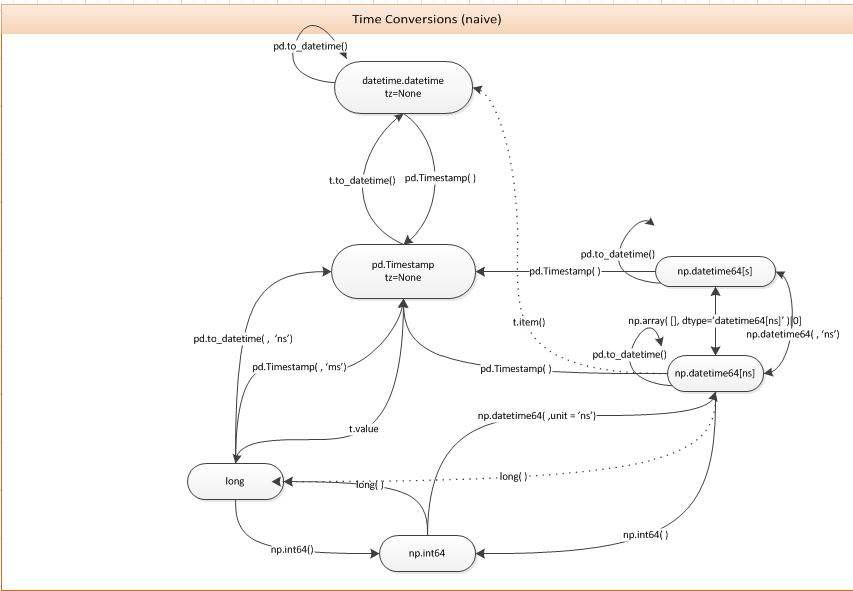 Time Conversions (naive)
pd.to_datetime()
datetime.datetime
tz=None
t.to_datetime()
pd.Timestamp( )
pd.Timestamp
tz=None
pd.Timestamp( )
pd.to_datetime()
np.datetime64[s]
t.item()
np.array( [], dtype='datetime64[ns]' )[0]
np.datetime64( , 'ns')
pd.to_datetime( , 'ns')
pd.to_datetime()
pd.Timestamp( , 'ms')
pd.Timestamp( )
np.datetime64[ns]
np.datetime64( ,unit = 'ns')
t.value
long
long( )
long( )
np.int64( )
np.int64()
np.int64